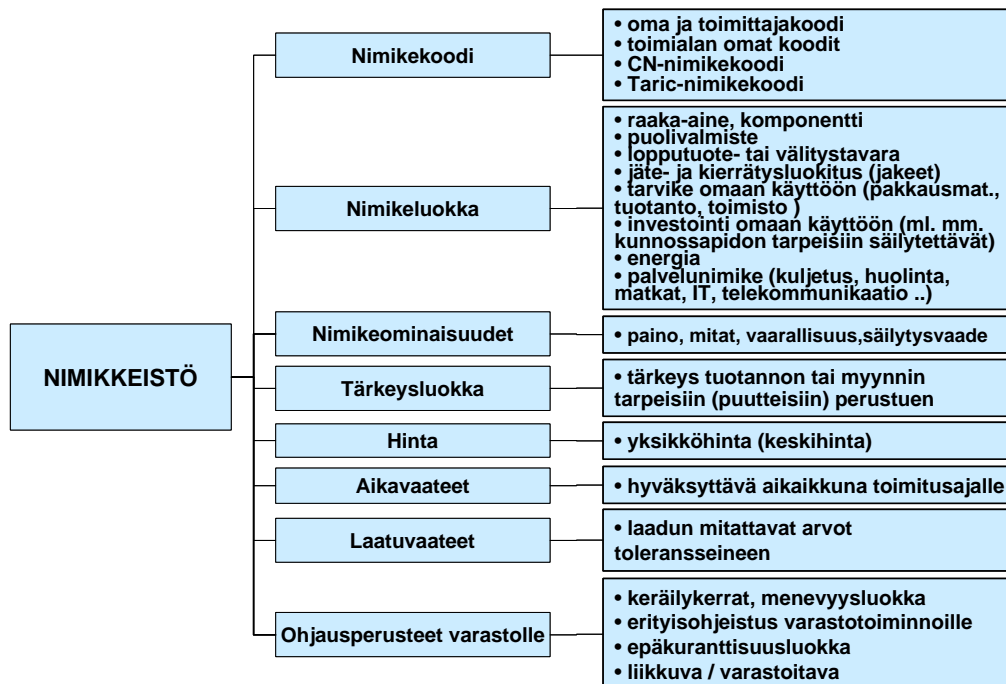 NIMIKKEISTÖ
Nimikekoodi
• oma ja toimittajakoodi
• toimialan omat koodit
• CN-nimikekoodi
• Taric-nimikekoodi
Nimikeluokka
• raaka-aine, komponentti
• puolivalmiste
• lopputuote- tai välitystavara
• jäte- ja kierrätysluokitus (jakeet)
• tarvike omaan käyttöön (pakkausmat.,
tuotanto, toimisto )
• investointi omaan käyttöön (ml. mm.
kunnossapidon tarpeisiin säilytettävät)
• energia
• palvelunimike (kuljetus, huolinta,
matkat, IT, telekommunikaatio ..)
Nimikeominaisuudet
• paino, mitat, vaarallisuus,säilytysvaade
Tärkeysluokka
• tärkeys tuotannon tai myynnin
tarpeisiin (puutteisiin) perustuen
Hinta
• yksikköhinta (keskihinta)
Aikavaateet
• hyväksyttävä aikaikkuna toimitusajalle
Laatuvaateet
• laadun mitattavat arvot
toleransseineen
Ohjausperusteet varastolle
• keräilykerrat, menevyysluokka
• erityisohjeistus varastotoiminnoille
• epäkuranttisuusluokka
• liikkuva / varastoitava